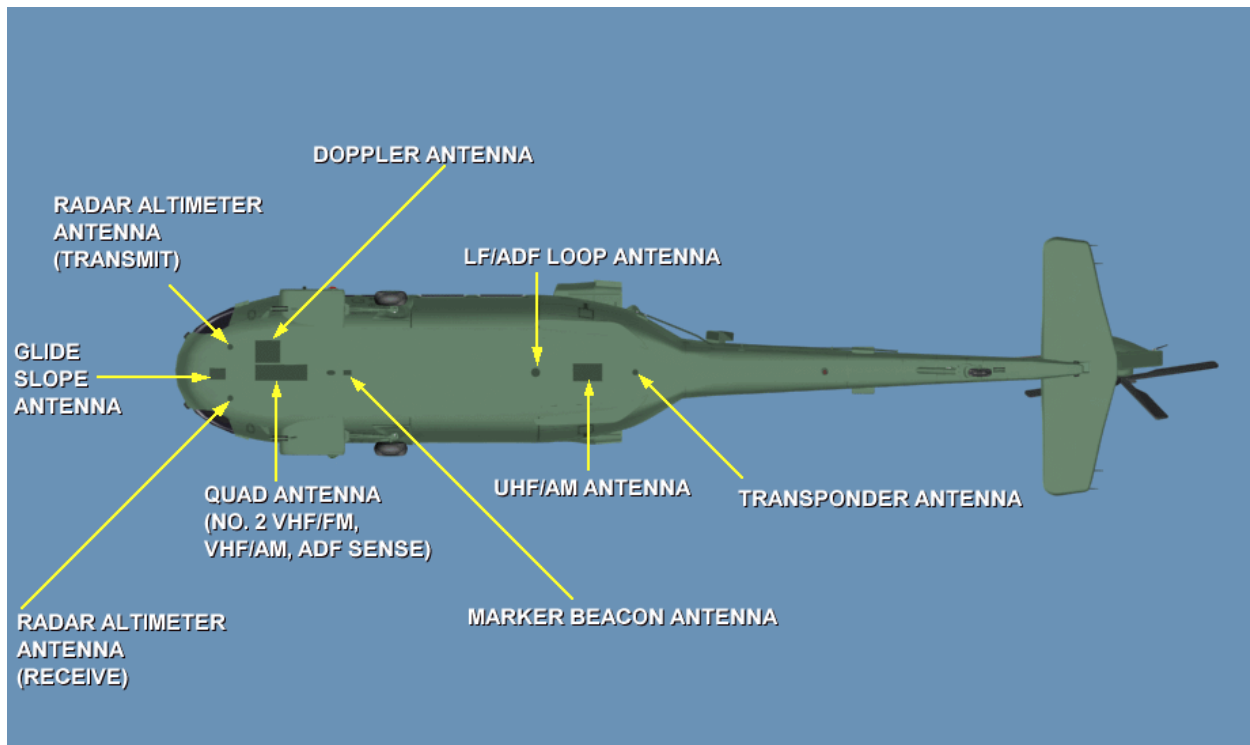 DOPPLER ANTENNA
RADAR ALTIMETER
ANTENNA
(TRANSMIT)
LF/ADF LOOP ANTENNA
GLIDE
SLOPE
ANTENNA
UHF/AM ANTENNA
TRANSPONDER ANTENNA
QUAD ANTENNA
(NO. 2 VHF/FM,
VHF/AM, ADF SENSE)
MARKER BEACON ANTENNA
RADAR ALTIMETER
ANTENNA
(RECEIVE)